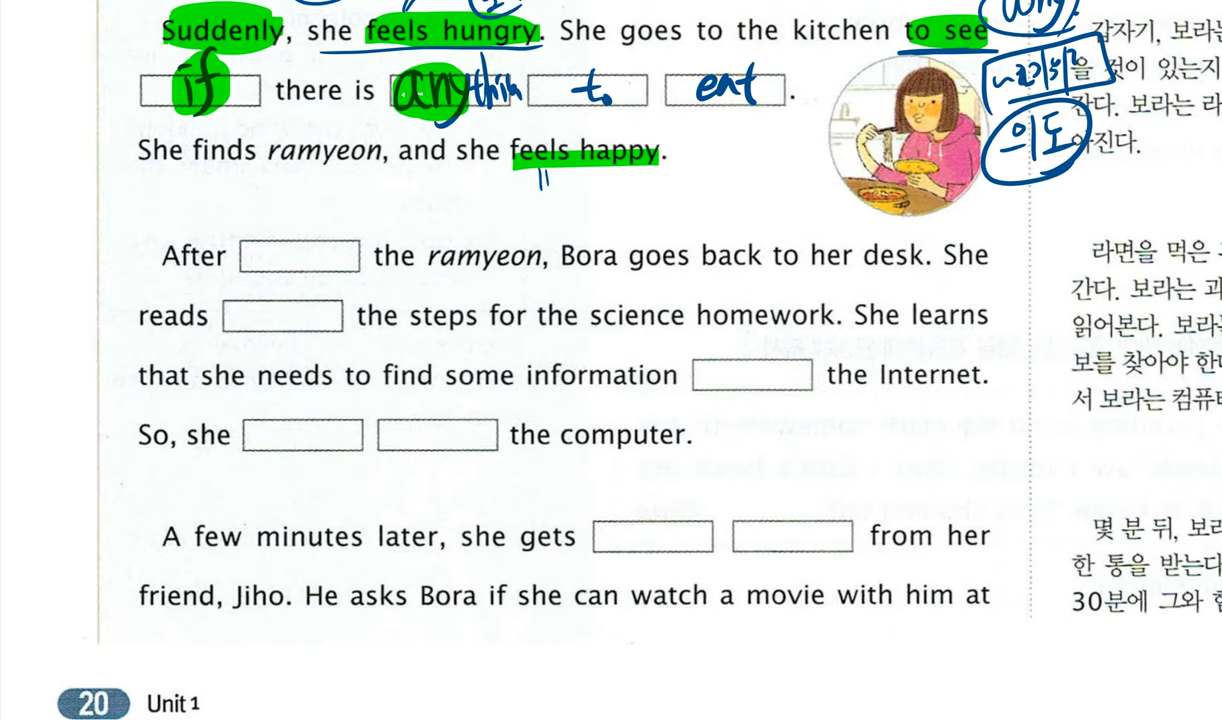 why?
Suddenly, she feels hungry. She goes to the kitchen to see
if there is anythin to eat.
She finds ramyeon, and she feels happy.
After the ramyeon, Bora goes back to her desk. She
reads the steps for the science homework. She learns
that she needs to find some information the Internet.
So, she the computer.
A few minutes later, she gets from her
friend, Jiho. He asks Bora if she can watch a movie with him at
갑자기, 보라는
을 것이 있는지
간다. 보라는 라
아진다.
의도
라면을 먹은
간다. 보라는 과
읽어본다. 보라는
보를 찾아야 한다
서 보라는 컴퓨터
몇 분 뒤, 보라
한 통을 받는다
30분에 그와 함
20 Unit 1